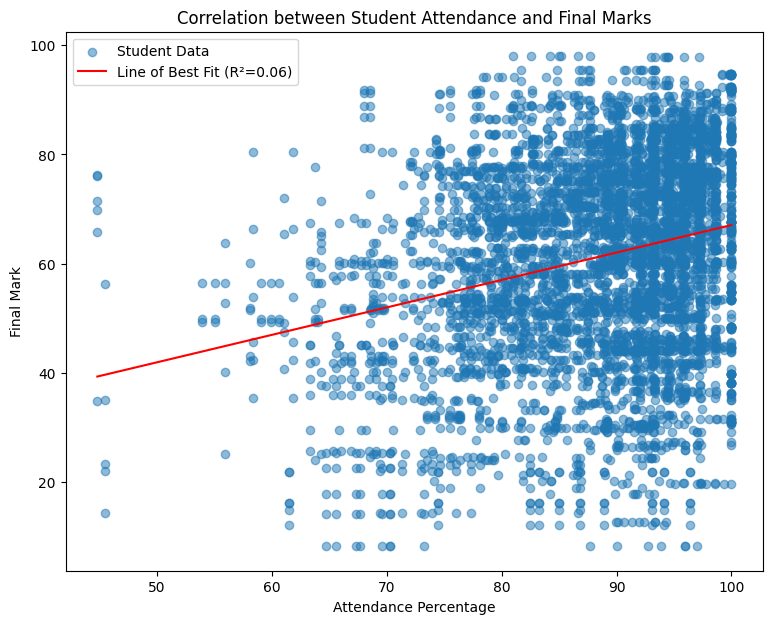 Correlation between Student Attendance and Final Marks
Student Data
Line of Best Fit (R²=0.06)
Final Mark
100
80
60
40
20
50
60
70
80
90
100
Attendance Percentage